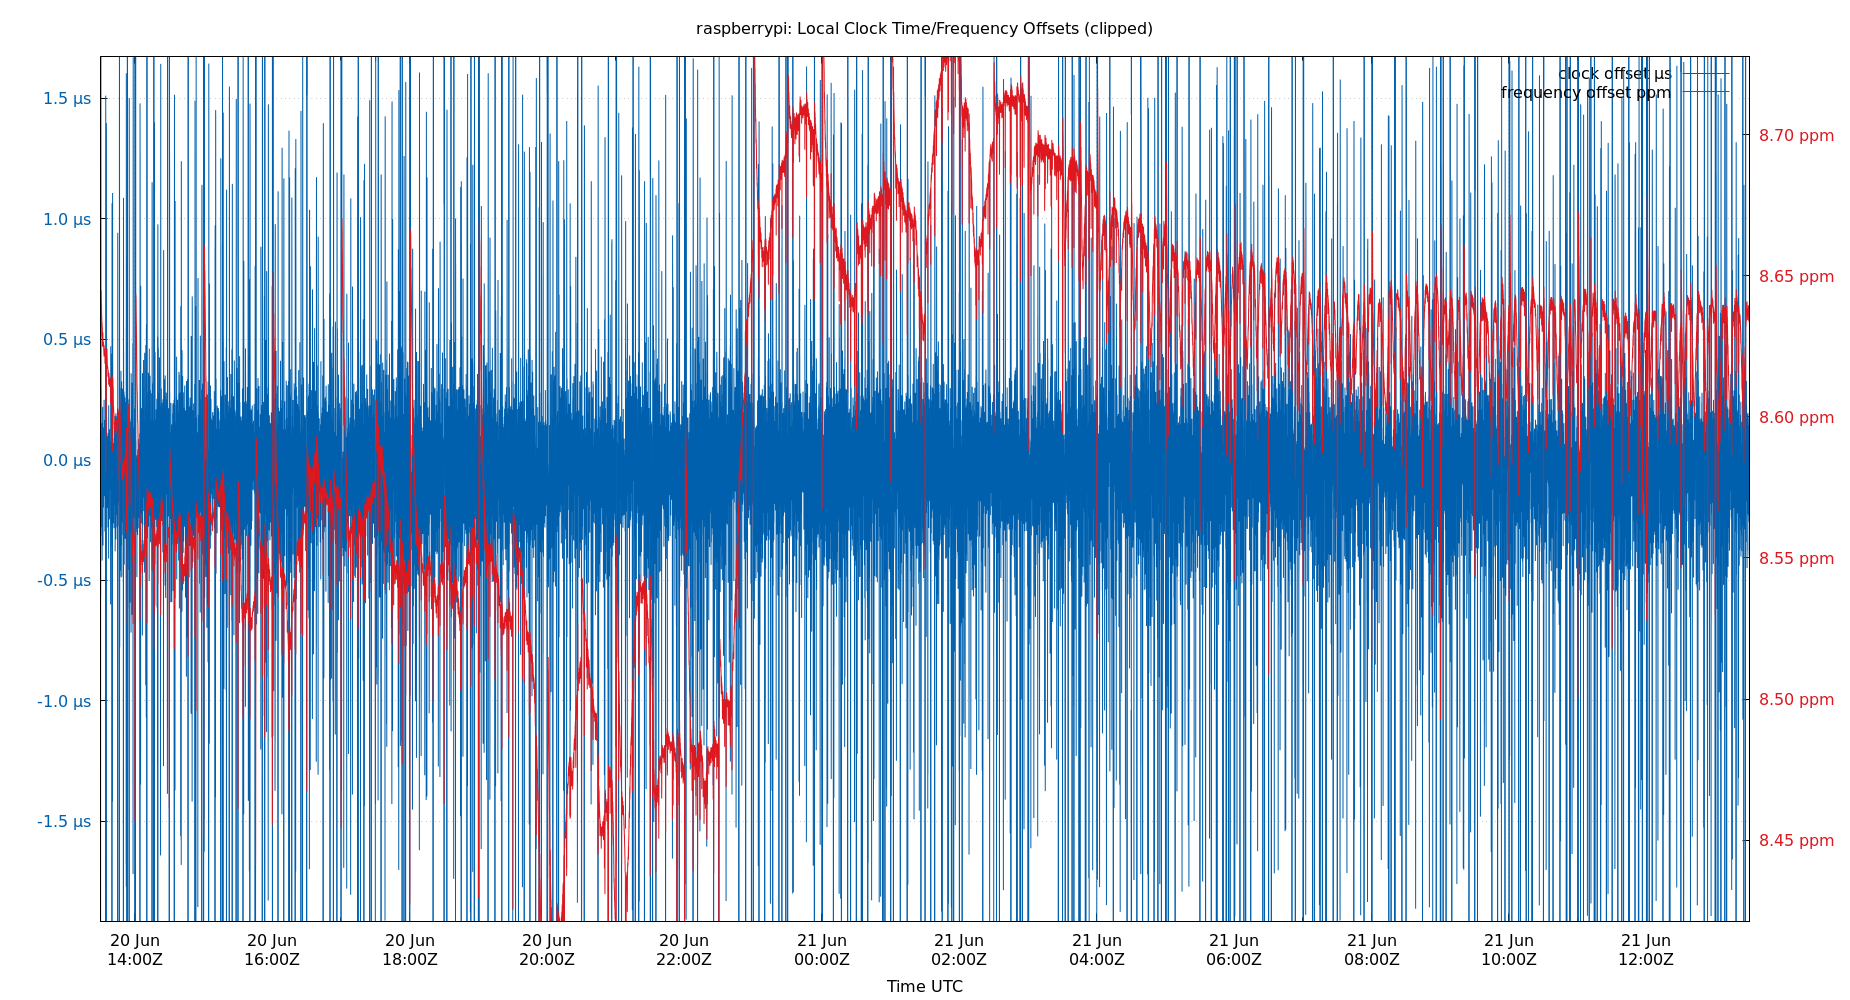 raspberrypi: Local Clock Time/Frequency Offsets (clipped)
clock offset µs
frequency offset ppm
1.5 µs
1.0 µs
0.5 µs
0.0 µs
-0.5 µs
-1.0 µs
-1.5 µs
8.70 ppm
8.65 ppm
8.60 ppm
8.55 ppm
8.50 ppm
8.45 ppm
20 Jun 20 Jun 20 Jun 20 Jun 20 Jun 21 Jun 21 Jun 21 Jun 21 Jun 21 Jun 21 Jun 21 Jun
14:00Z 16:00Z 18:00Z 20:00Z 22:00Z 00:00Z 02:00Z 04:00Z 06:00Z 08:00Z 10:00Z 12:00Z
Time UTC